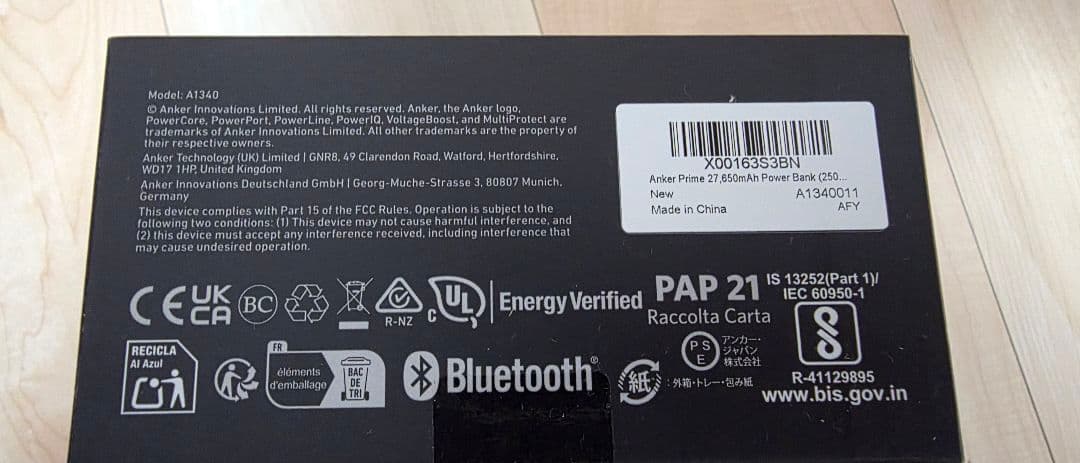 Model: A1340
© Anker Innovations Limited. All rights reserved. Anker, the Anker logo,
PowerCore, PowerPort, PowerLine, PowerIQ, VoltageBoost, and MultiProtect are
trademarks of Anker Innovations Limited. All other trademarks are the property of
their respective owners.
Anker Technology (UK) Limited | GNR8, 49 Clarendon Road, Watford, Hertfordshire,
WD17 1HP, United Kingdom
Anker Innovations Deutschland GmbH | Georg-Muche-Strasse 3, 80807 Munich,
Germany
This device complies with Part 15 of the FCC Rules. Operation is subject to the
following two conditions: (1) This device may not cause harmful interference, and
(2) this device must accept any interference received, including interference that
may cause undesired operation.
X00163S3BN
Anker Prime 27,650mAh Power Bank (250...
New A1340011
Made in China AFY
CE UK
CA
BC
R-NZ
C UL Energy Verified
PAP 21
Raccolta Carta
IS 13252(Part 1)/
IEC 60950-1
RECICLA
Al Azul
FR
éléments
d'emballage
BAC
DE
TRI
Bluetooth®
紙 : 外箱・トレー・包み紙
PS
E
アンカー・
ジャパン
株式会社
R-41129895
www.bis.gov.in